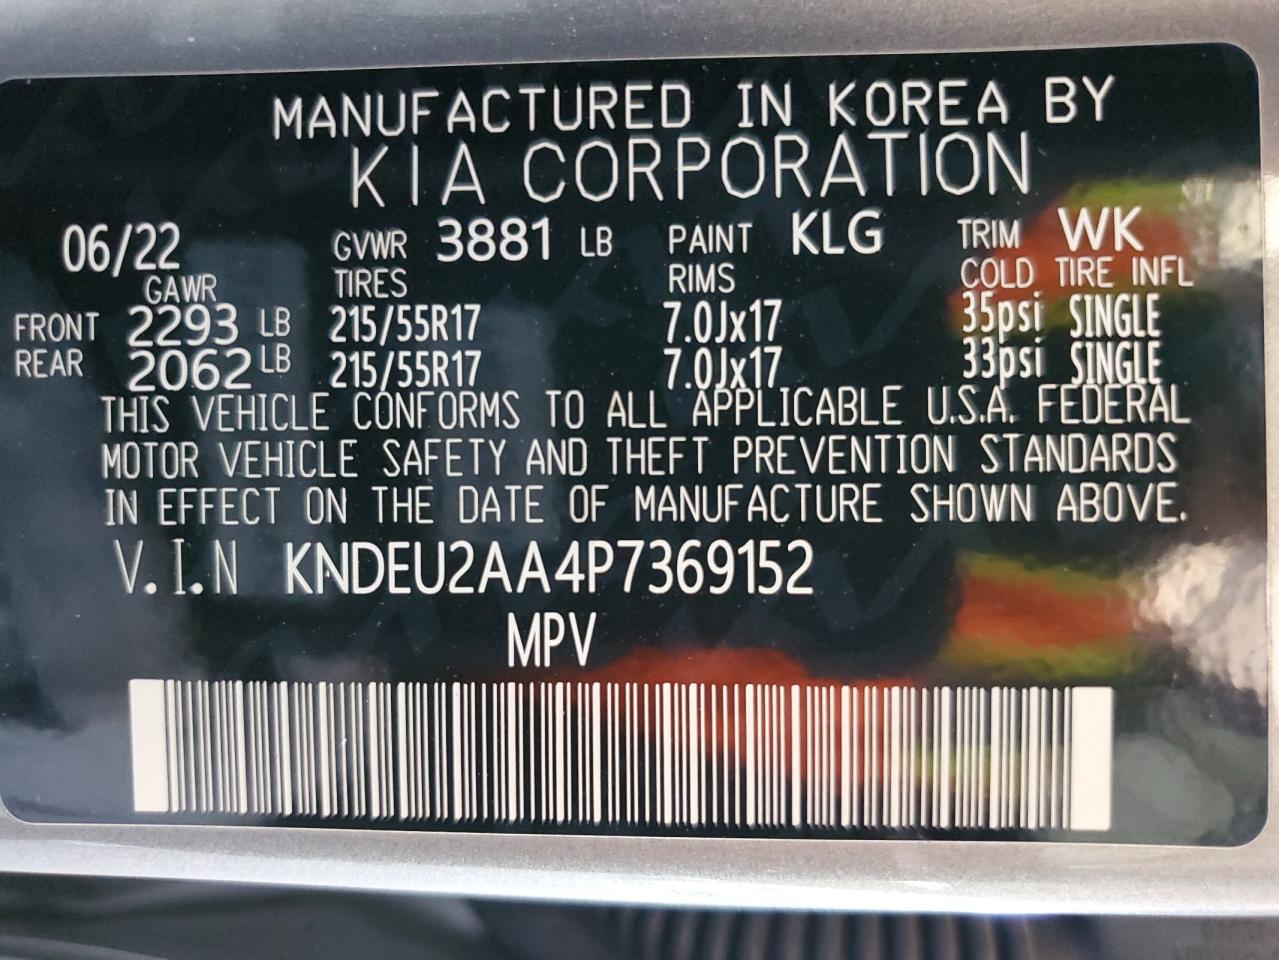 MANUFACTURED IN KOREA BY
KIA CORPORATION
06/22 GVWR 3881 LB PAINT KLG TRIM WK
GAWR TIRES RIMS COLD TIRE INFL
FRONT 2293 LB 215/55R17 7.0Jx17 35psi SINGLE
REAR 2062 LB 215/55R17 7.0Jx17 33psi SINGLE
THIS VEHICLE CONFORMS TO ALL APPLICABLE U.S.A. FEDERAL
MOTOR VEHICLE SAFETY AND THEFT PREVENTION STANDARDS
IN EFFECT ON THE DATE OF MANUFACTURE SHOWN ABOVE.
V.I.N KNDEU2AA4P7369152
MPV